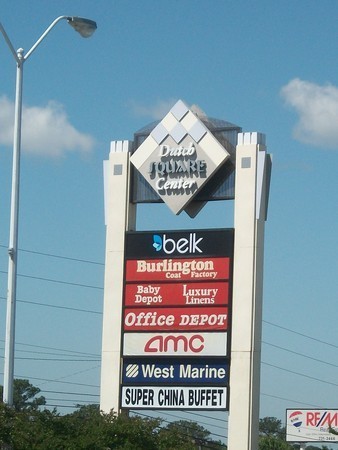 Dutch
SQUARE
Center
belk
Burlington
Coat Factory
Baby Luxury
Depot Linens
Office DEPOT
amc
West Marine
SUPER CHINA BUFFET
RE/M